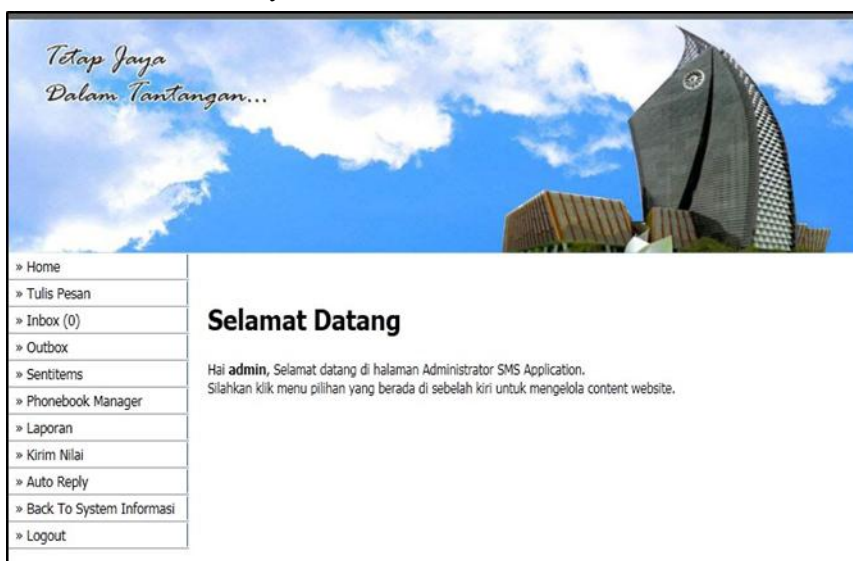 Tetap Jaya
Dalam Tantangan...
» Home
» Tulis Pesan
» Inbox (0)
» Outbox
» Sentitems
» Phonebook Manager
» Laporan
» Kirim Nilai
» Auto Reply
» Back To System Informasi
» Logout
Selamat Datang
Hai admin, Selamat datang di halaman Administrator SMS Application.
Silahkan klik menu pilihan yang berada di sebelah kiri untuk mengelola content website.